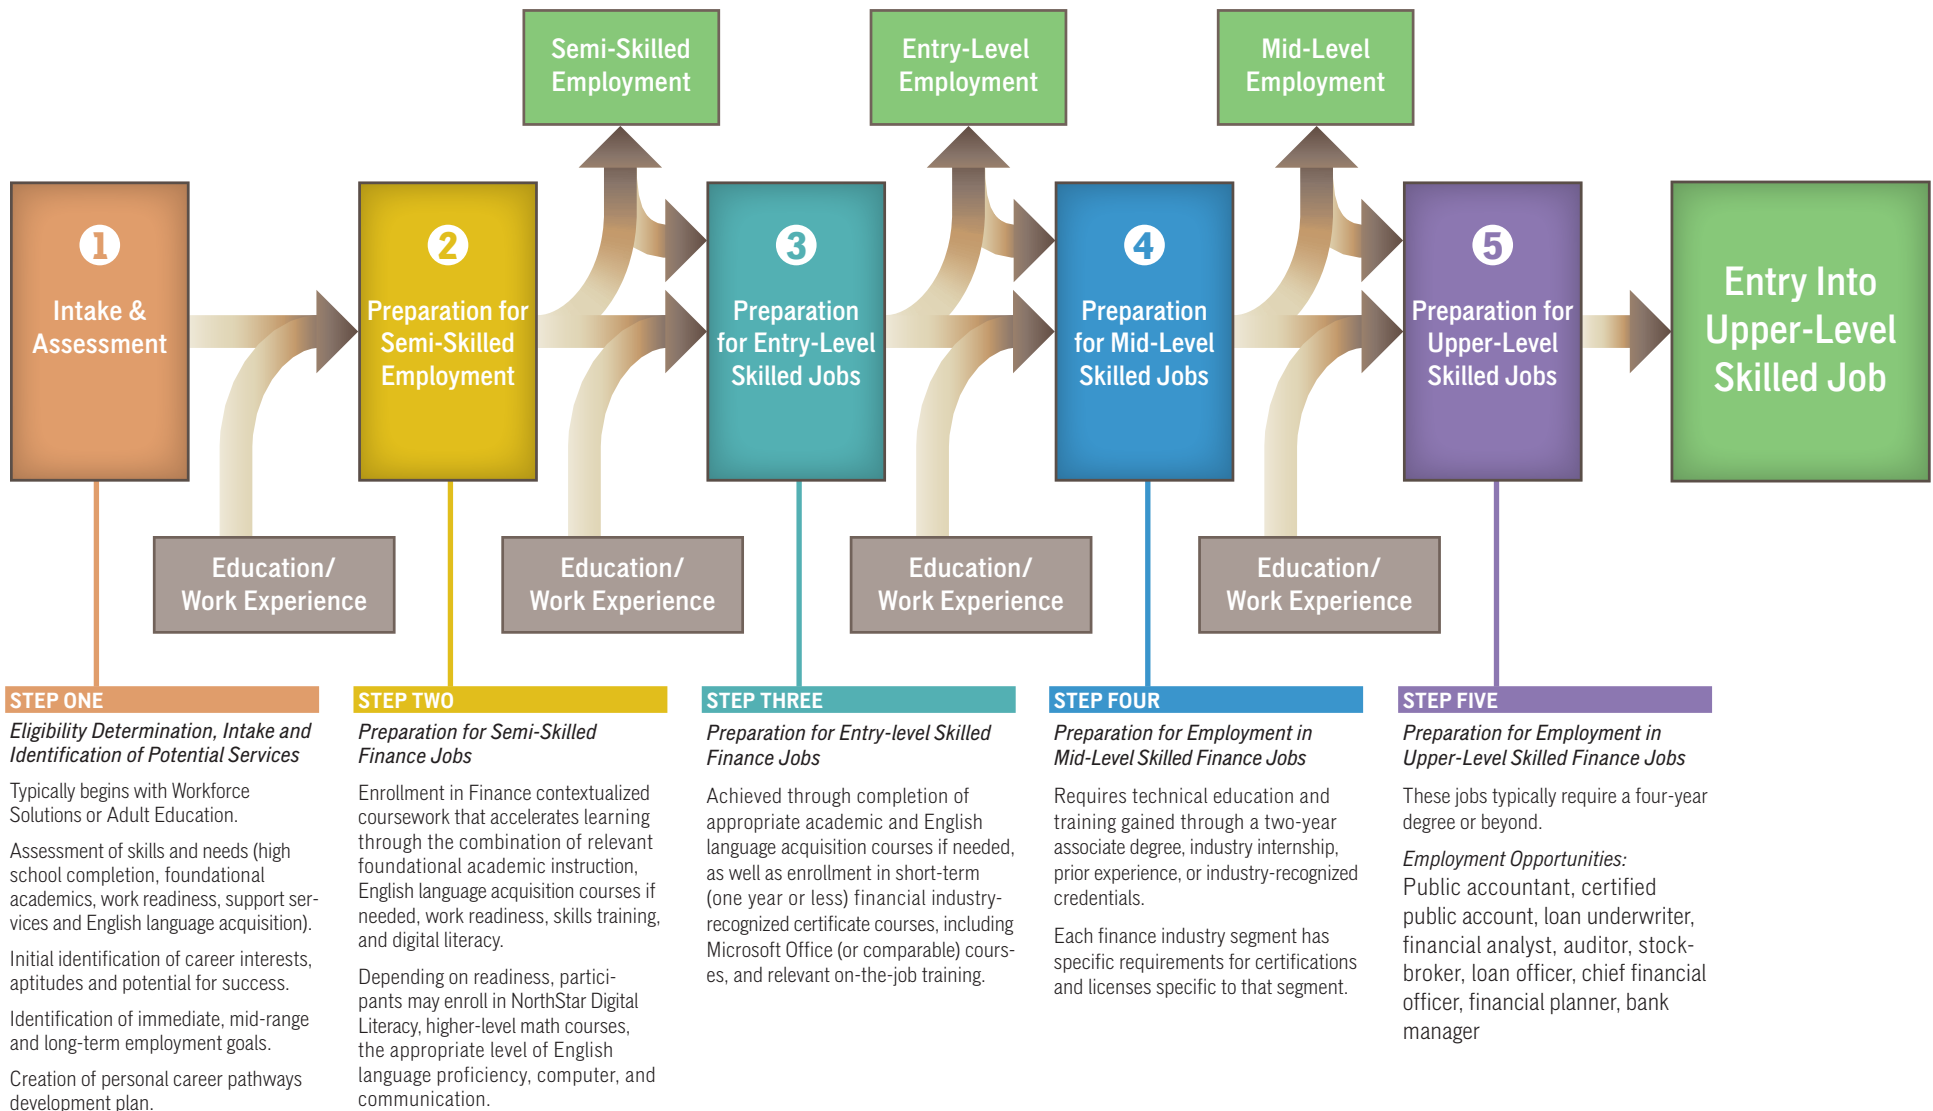 Semi-Skilled
Employment
Entry-Level
Employment
Mid-Level
Employment
1
Intake &
Assessment
2
Preparation for
Semi-Skilled
Employment
3
Preparation
for Entry-Level
Skilled Jobs
4
Preparation
for Mid-Level
Skilled Jobs
5
Preparation for
Upper-Level
Skilled Jobs
Entry Into
Upper-Level
Skilled Job
Education/
Work Experience
Education/
Work Experience
Education/
Work Experience
Education/
Work Experience
STEP ONE
Eligibility Determination, Intake and
Identification of Potential Services
Typically begins with Workforce
Solutions or Adult Education.
Assessment of skills and needs (high
school completion, foundational
academics, work readiness, support ser-
vices and English language acquisition).
Initial identification of career interests,
aptitudes and potential for success.
Identification of immediate, mid-range
and long-term employment goals.
Creation of personal career pathways
development plan.
STEP TWO
Preparation for Semi-Skilled
Finance Jobs
Enrollment in Finance contextualized
coursework that accelerates learning
through the combination of relevant
foundational academic instruction,
English language acquisition courses if
needed, work readiness, skills training,
and digital literacy.
Depending on readiness, partici-
pants may enroll in NorthStar Digital
Literacy, higher-level math courses,
the appropriate level of English
language proficiency, computer, and
communication.
STEP THREE
Preparation for Entry-level Skilled
Finance Jobs
Achieved through completion of
appropriate academic and English
language acquisition courses if needed,
as well as enrollment in short-term
(one year or less) financial industry-
recognized certificate courses, including
Microsoft Office (or comparable) cours-
es, and relevant on-the-job training.
STEP FOUR
Preparation for Employment in
Mid-Level Skilled Finance Jobs
Requires technical education and
training gained through a two-year
associate degree, industry internship,
prior experience, or industry-recognized
credentials.
Each finance industry segment has
specific requirements for certifications
and licenses specific to that segment.
STEP FIVE
Preparation for Employment in
Upper-Level Skilled Finance Jobs
These jobs typically require a four-year
degree or beyond.
Employment Opportunities:
Public accountant, certified
public account, loan underwriter,
financial analyst, auditor, stock-
broker, loan officer, chief financial
officer, financial planner, bank
manager